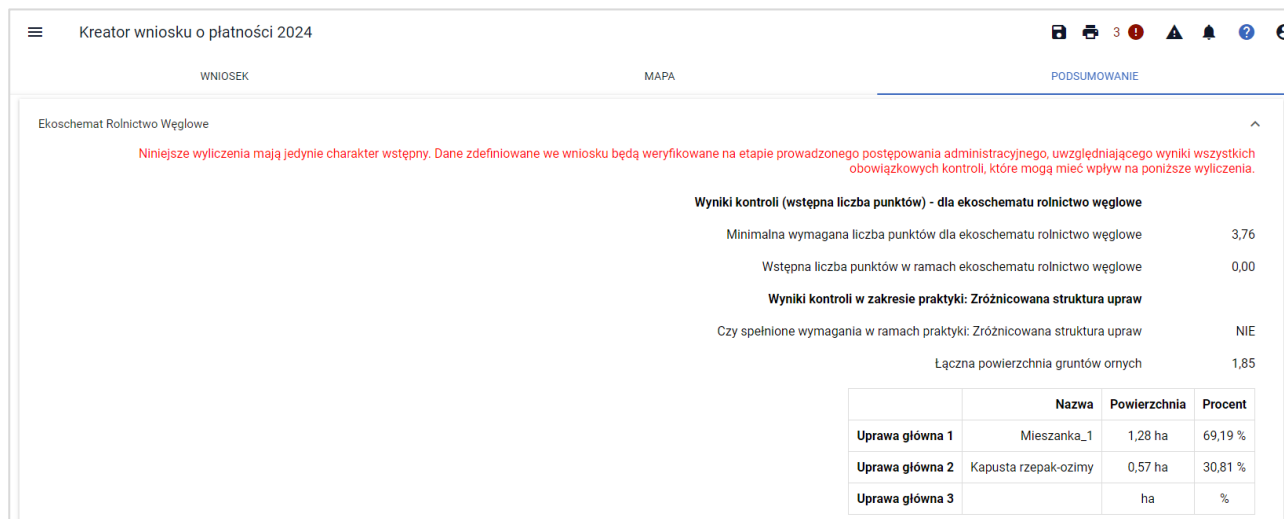 Kreator wniosku o płatności 2024
3
WNIOSEK
MAPA
PODSUMOWANIE
Ekoschemat Rolnictwo Węglowe
Niniejsze wyliczenia mają jedynie charakter wstępny. Dane zdefiniowane we wniosku będą weryfikowane na etapie prowadzonego postępowania administracyjnego, uwzględniającego wyniki wszystkich
obowiązkowych kontroli, które mogą mieć wpływ na poniższe wyliczenia.
Wyniki kontroli (wstępna liczba punktów) - dla ekoschematu rolnictwo węglowe
Minimalna wymagana liczba punktów dla ekoschematu rolnictwo węglowe 3,76
Wstępna liczba punktów w ramach ekoschematu rolnictwo węglowe 0,00
Wyniki kontroli w zakresie praktyki: Zróżnicowana struktura upraw
Czy spełnione wymagania w ramach praktyki: Zróżnicowana struktura upraw NIE
Łączna powierzchnia gruntów ornych 1,85
Nazwa Powierzchnia Procent
Uprawa główna 1 Mieszanka_1 1,28 ha 69,19 %
Uprawa główna 2 Kapusta rzepak-ozimy 0,57 ha 30,81 %
Uprawa główna 3 ha %